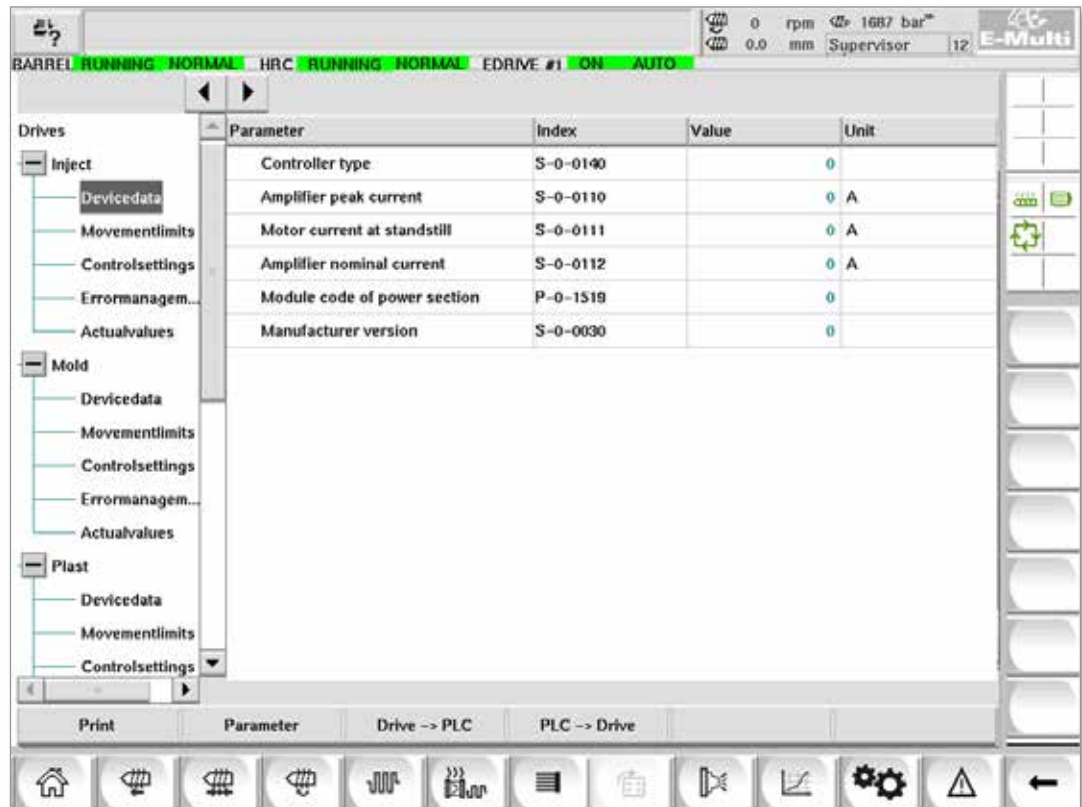 0 rpm 1687 bar
0.0 mm Supervisor 12 E-Multi
BARREL RUNNING NORMAL HRC RUNNING NORMAL EDRIVE #1 ON AUTO
Drives Parameter Index Value Unit
Inject Controller type S-0-0140 0
Devicedata Amplifier peak current S-0-0110 0 A
Movementlimits Motor current at standstill S-0-0111 0 A
Controlsettings Amplifier nominal current S-0-0112 0 A
Errormanagem... Module code of power section P-0-1519 0
Actualvalues Manufacturer version S-0-0030 0
Mold
Devicedata
Movementlimits
Controlsettings
Errormanagem...
Actualvalues
Plast
Devicedata
Movementlimits
Controlsettings
Print Parameter Drive -> PLC PLC -> Drive